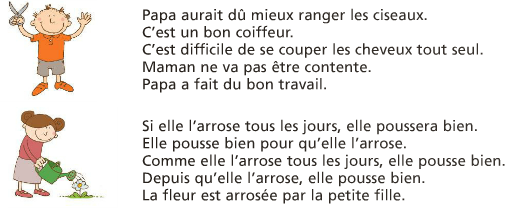 Papa aurait dû mieux ranger les ciseaux.
C'est un bon coiffeur.
C'est difficile de se couper les cheveux tout seul.
Maman ne va pas être contente.
Papa a fait du bon travail.
Si elle l'arrose tous les jours, elle poussera bien.
Elle pousse bien pour qu'elle l'arrose.
Comme elle l'arrose tous les jours, elle pousse bien.
Depuis qu'elle l'arrose, elle pousse bien.
La fleur est arrosée par la petite fille.